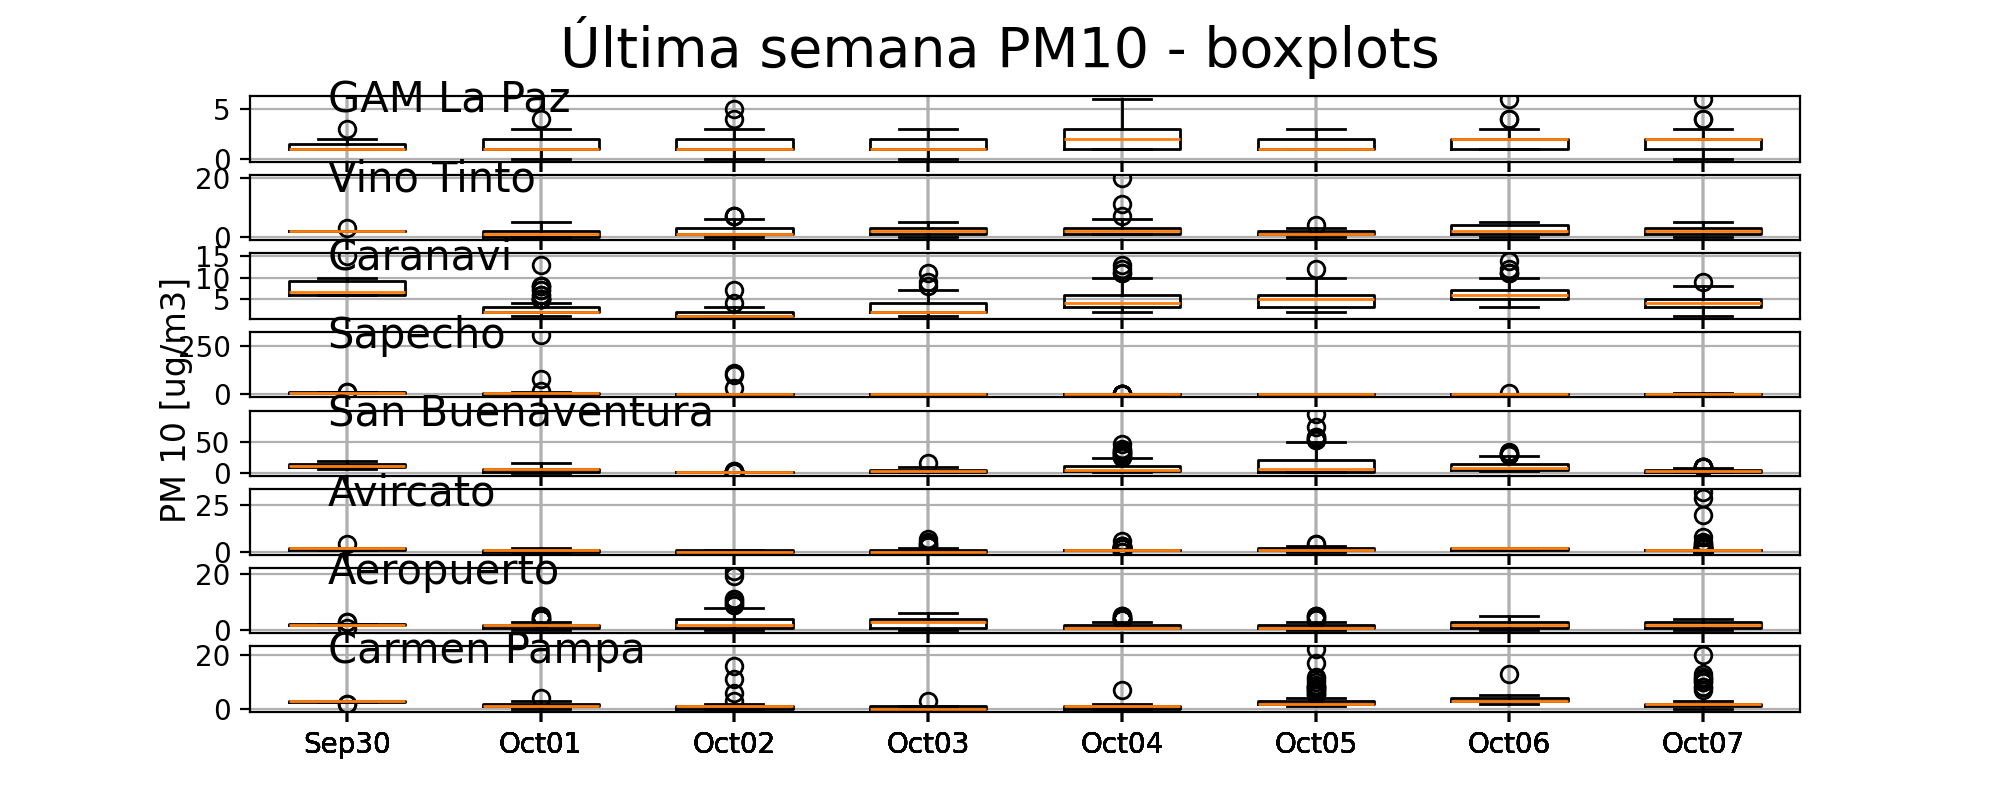 Última semana PM10 - boxplots
GAM La Paz
5
0
Vino Tinto
20
0
Caranavi
15
10
5
Sapecho
250
0
PM 10 [ug/m3]
San Buenaventura
50
0
Avircato
25
0
Aeropuerto
20
0
Carmen Pampa
20
0
Sep30 Oct01 Oct02 Oct03 Oct04 Oct05 Oct06 Oct07